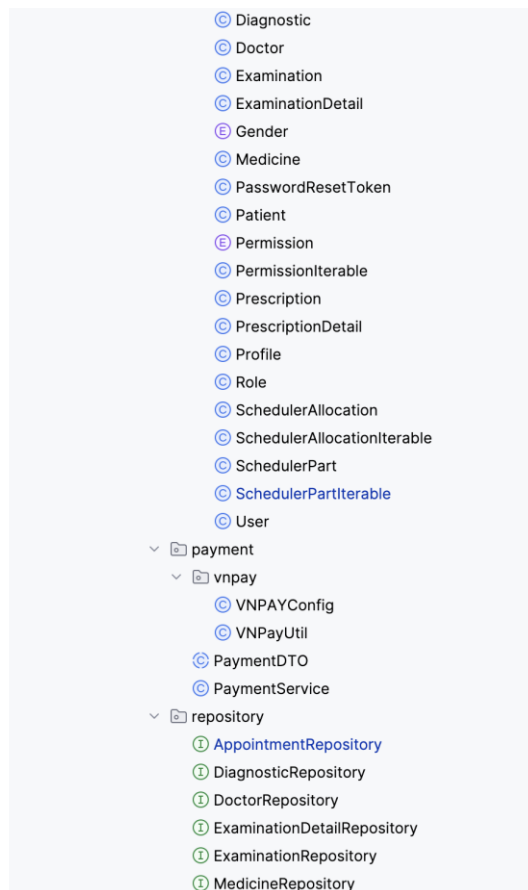 Diagnostic
Doctor
Examination
ExaminationDetail
Gender
Medicine
PasswordResetToken
Patient
Permission
PermissionIterable
Prescription
PrescriptionDetail
Profile
Role
SchedulerAllocation
SchedulerAllocationIterable
SchedulerPart
SchedulerPartIterable
User
payment
vnpay
VNPAYConfig
VNPayUtil
PaymentDTO
PaymentService
repository
AppointmentRepository
DiagnosticRepository
DoctorRepository
ExaminationDetailRepository
ExaminationRepository
MedicineRepository